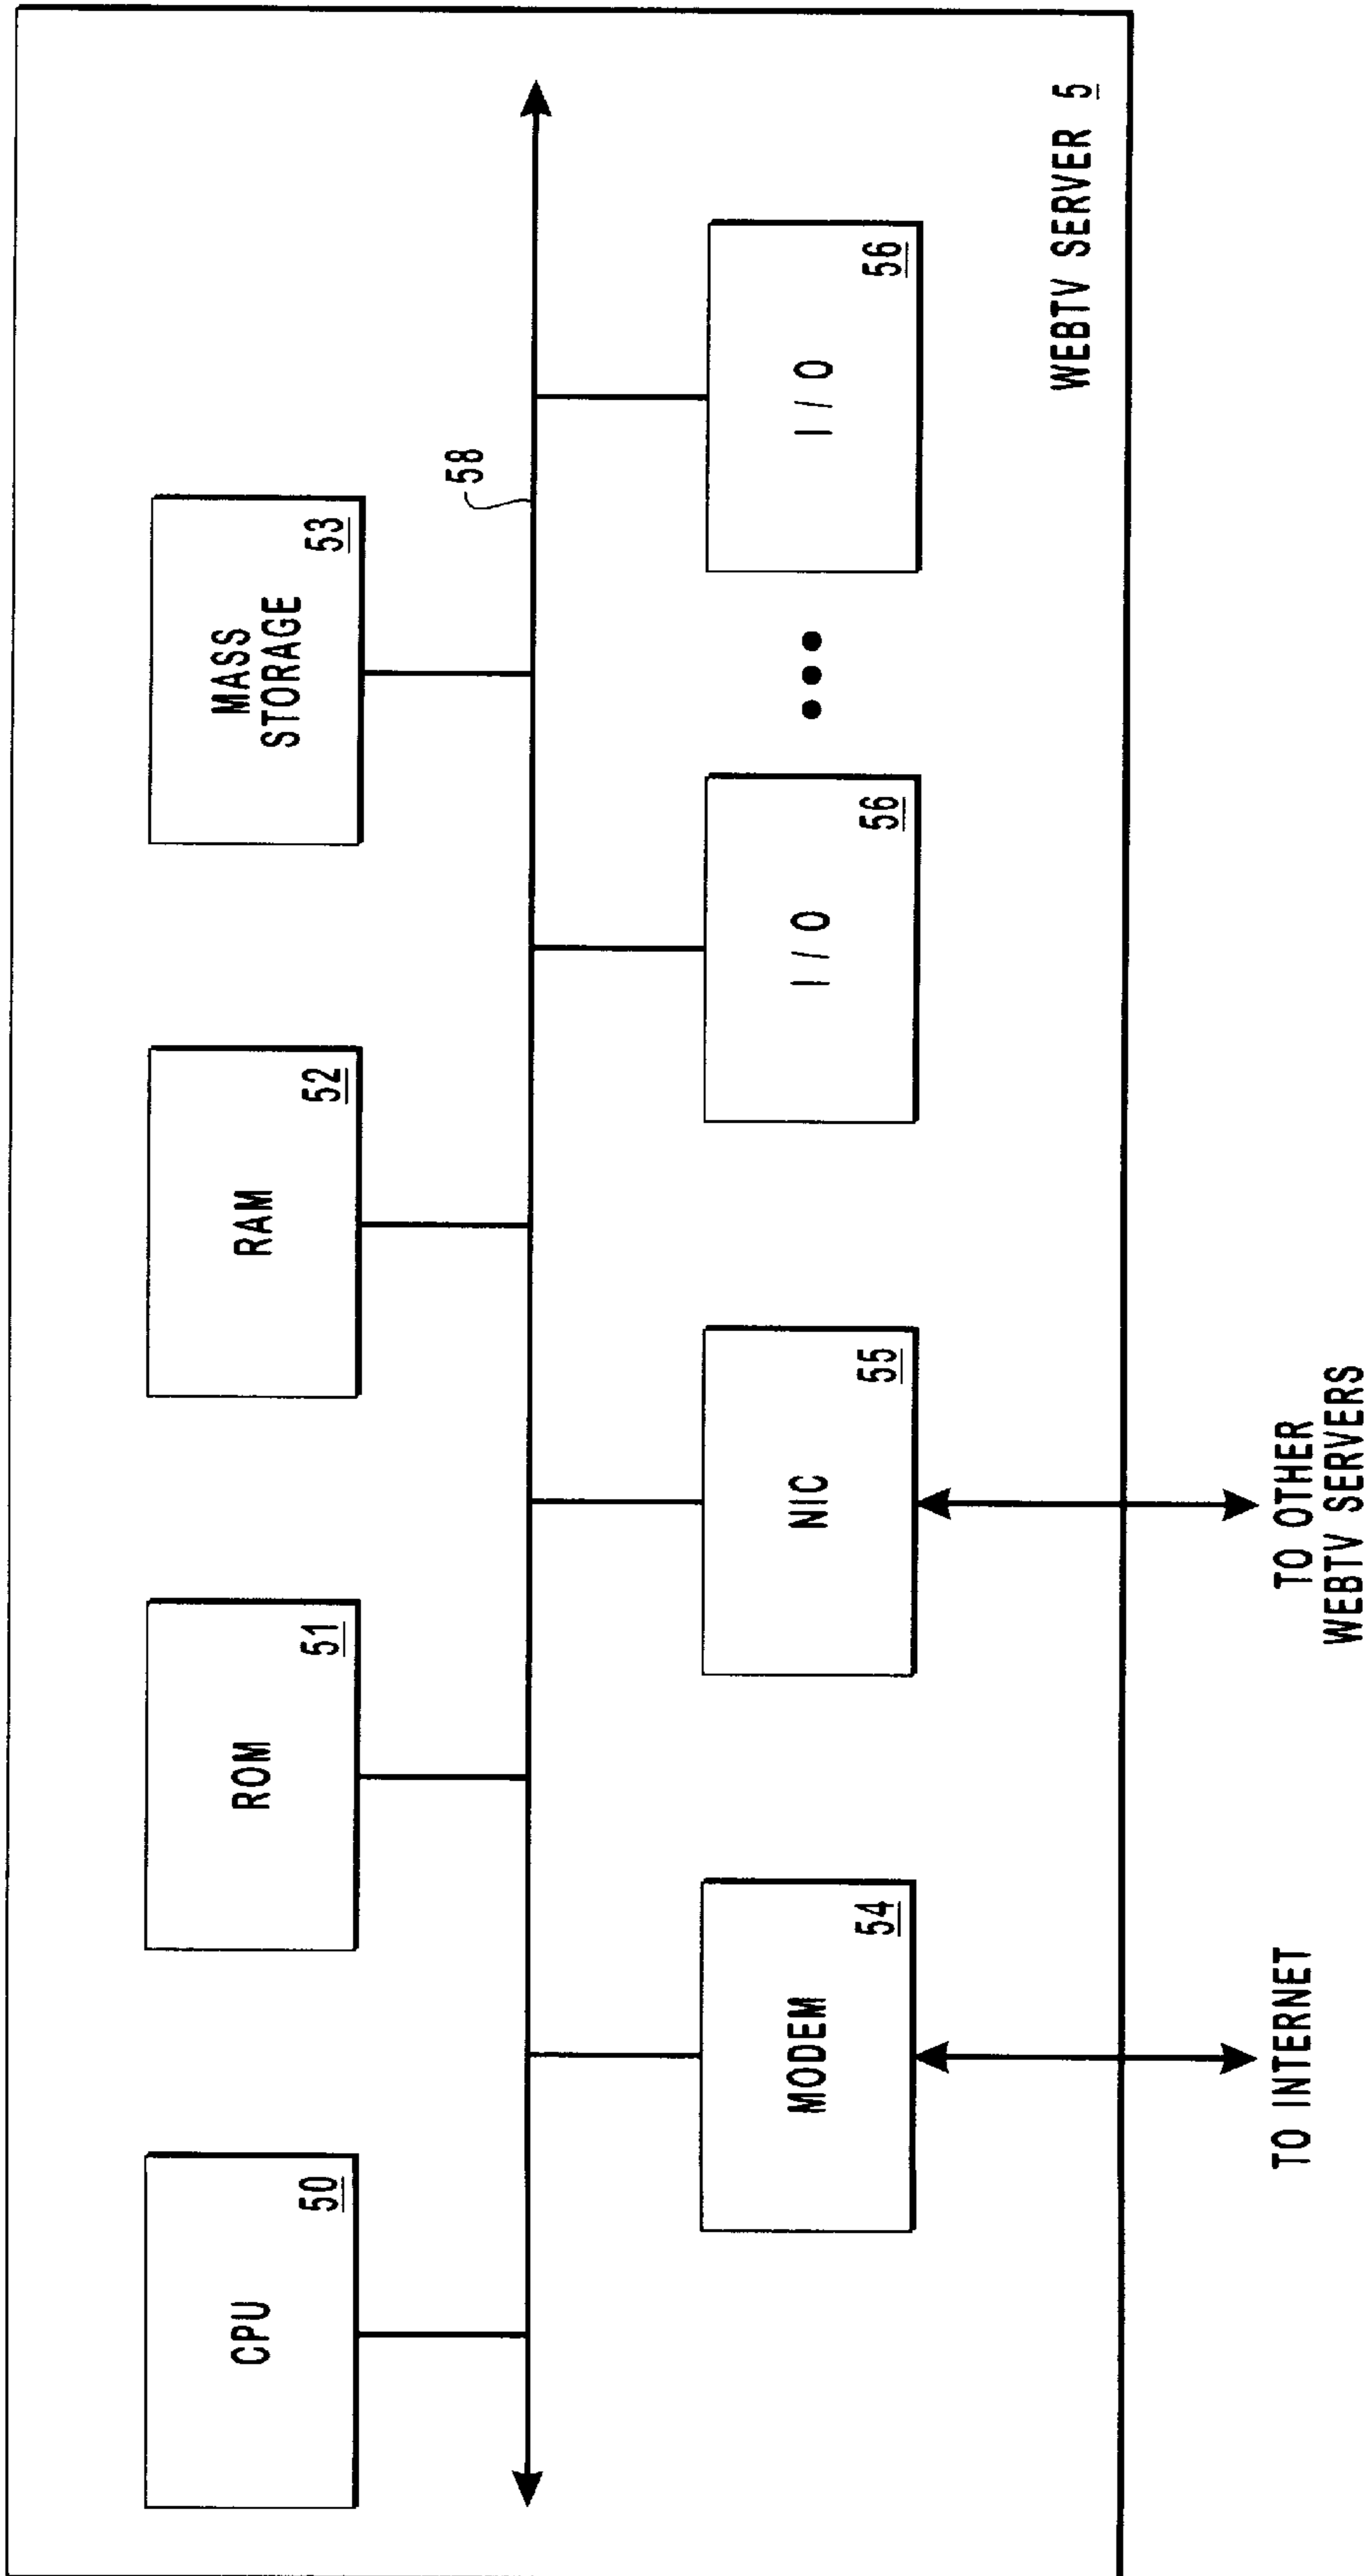 CPU
50
ROM
51
RAM
52
MASS
STORAGE
53
58
MODEM
54
NIC
55
I / O
56
I / O
56
WEBTV SERVER 5
TO INTERNET
TO OTHER
WEBTV SERVERS